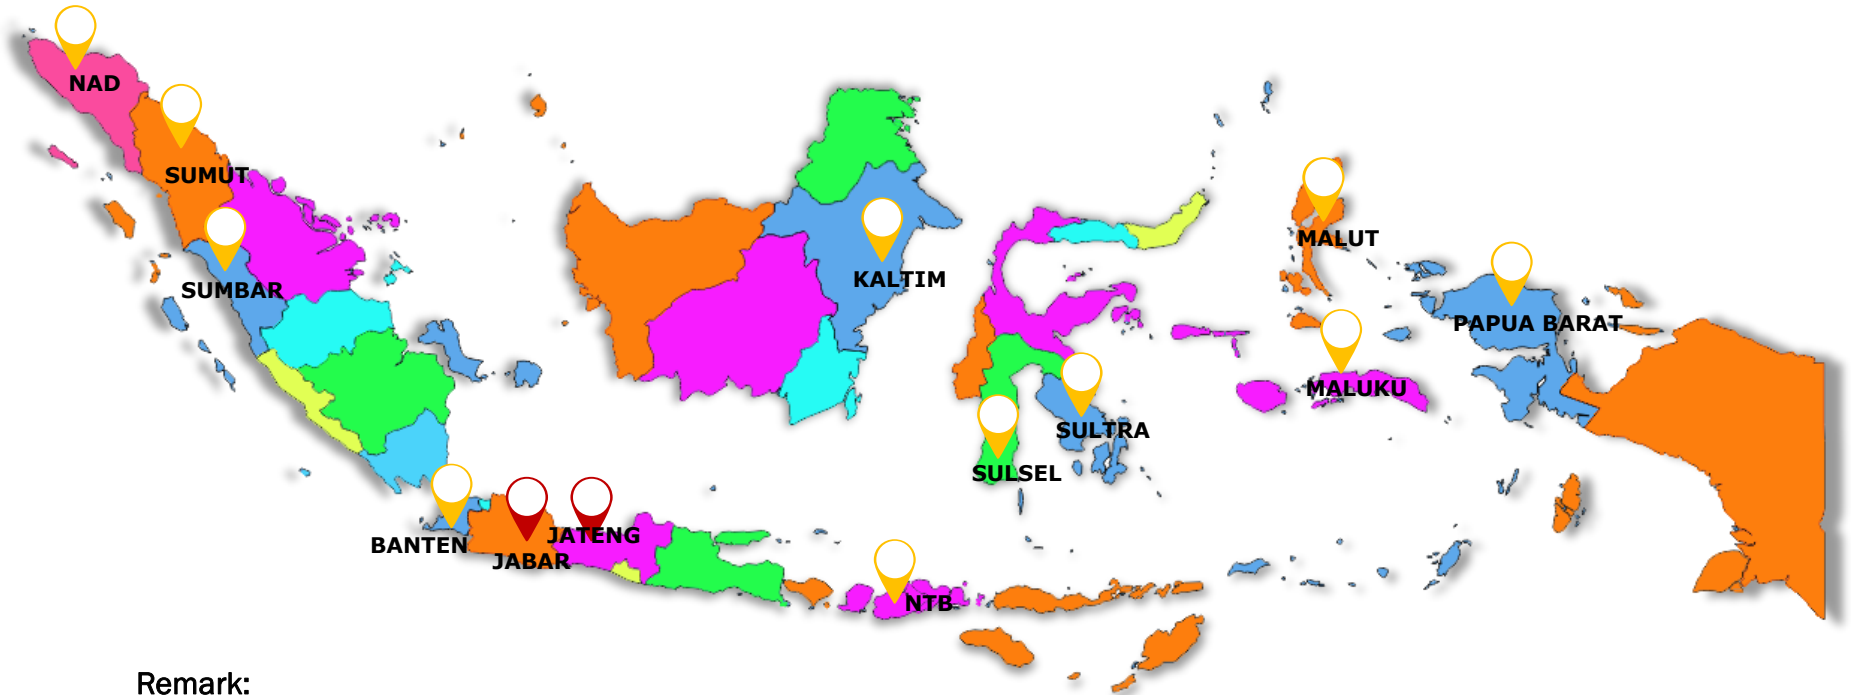 NAD
SUMUT
SUMBAR
KALTIM
MALUT
PAPUA BARAT
MALUKU
SULTRA
SULSEL
BANTEN
JABAR
JATENG
NTB
Remark: